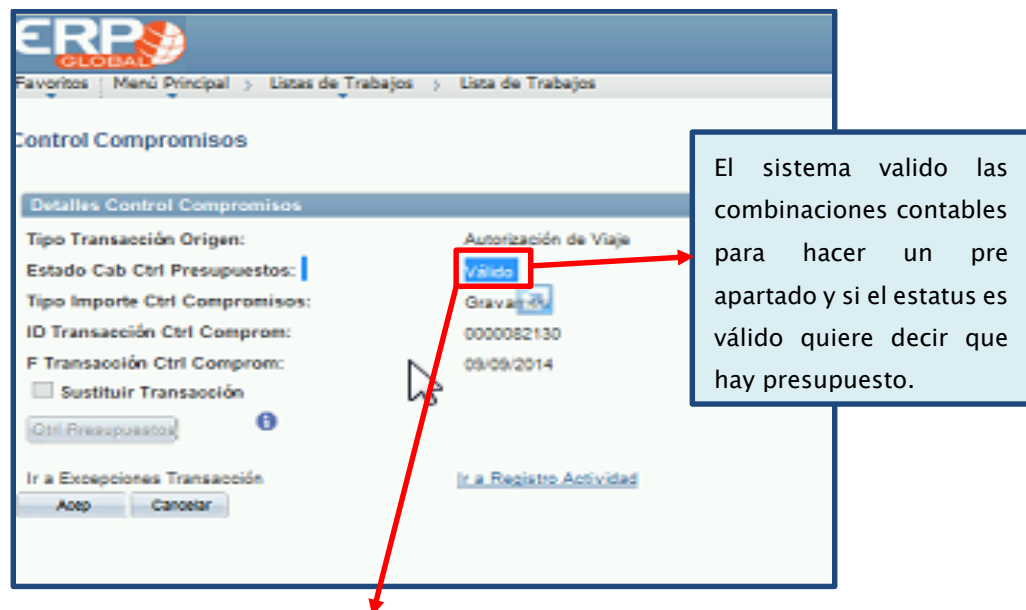 ERP
GLOBAL
Favoritos Menú Principal > Listas de Trabajos > Lista de Trabajos
Control Compromisos
Detalles Control Compromisos
Tipo Transacción Origen: Autorización de Viaje
Estado Cab Ctrl Presupuestos: Válido
Tipo Importe Ctrl Compromisos:
ID Transacción Ctrl Comprom: 0000082130
F Transacción Ctrl Comprom: 09/09/2014
Sustituir Transacción
Ctrl Presupuestos
Ir a Excepciones Transacción Ir a Registro Actividad
Acep Cancelar
El sistema valido las
combinaciones contables
para hacer un pre
apartado y si el estatus es
válido quiere decir que
hay presupuesto.